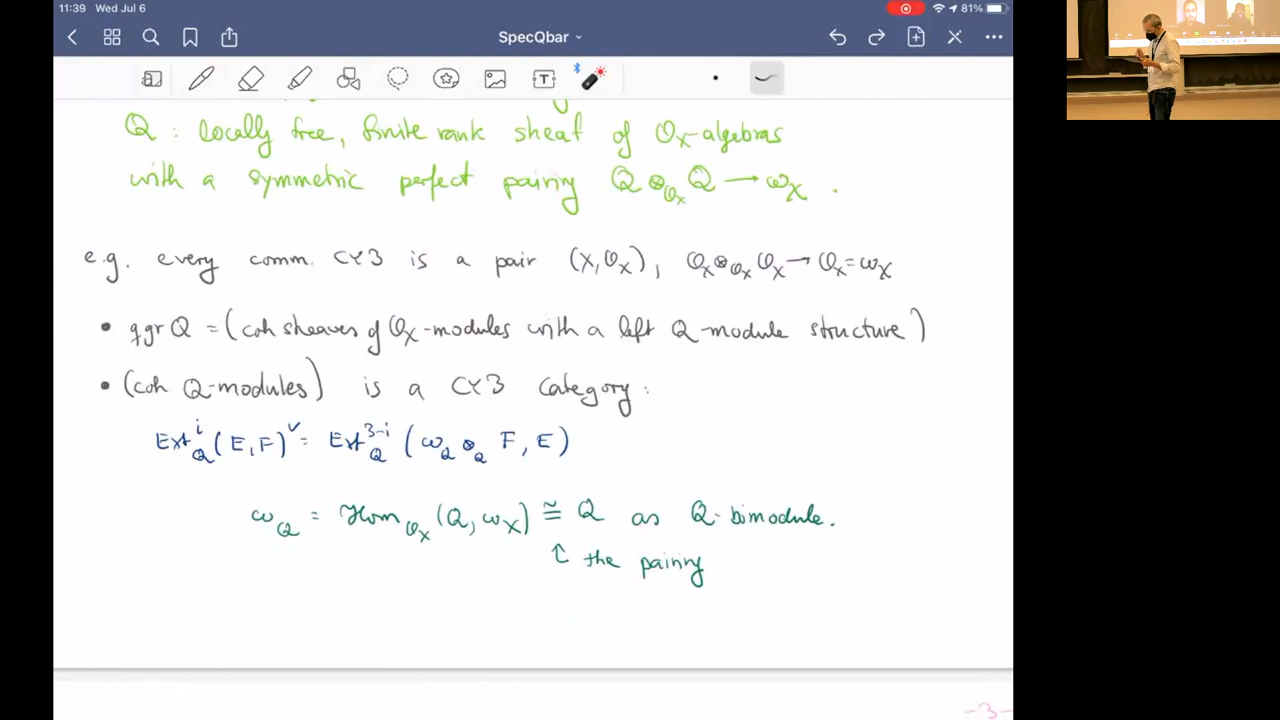 11:39 Wed Jul 6
81%
SpecQbar
Q : locally free, finite rank sheaf of 𝒪_X-algebras
with a symmetric perfect pairing Q ⊗_{𝒪_X} Q → ω_X .
e.g. every comm. CY3 is a pair (X, 𝒪_X), 𝒪_X ⊗_{𝒪_X} 𝒪_X → 𝒪_X = ω_X
• qgr Q = (coh sheaves of 𝒪_X-modules with a left Q-module structure)
• (coh Q-modules) is a CY3 category:
Ext^i_Q (E, F)^∨ = Ext^{3-i}_Q (ω_Q ⊗_Q F, E)
ω_Q = Hom_{𝒪_X} (Q, ω_X) ≅ Q as Q-bimodule.
↑ the pairing
-3-